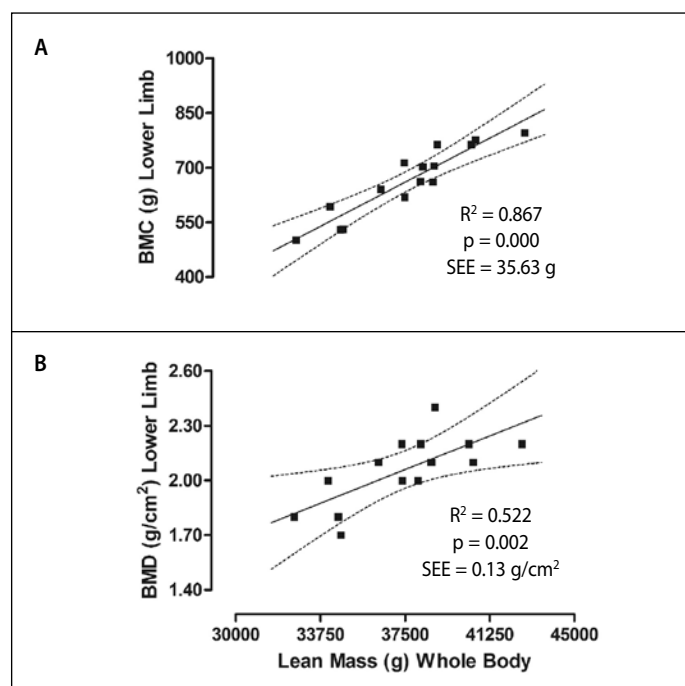 A
BMC (g) Lower Limb
1000
850
700
550
400
R² = 0.867
p = 0.000
SEE = 35.63 g
B
BMD (g/cm²) Lower Limb
2.60
2.30
2.00
1.70
1.40
R² = 0.522
p = 0.002
SEE = 0.13 g/cm²
30000 33750 37500 41250 45000
Lean Mass (g) Whole Body